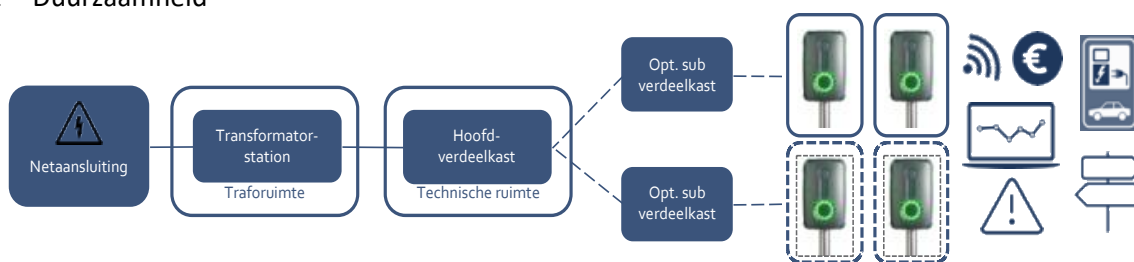 Duurzaamheid
Netaansluiting
Transformator-
station
Traforuimte
Hoofd-
verdeelkast
Technische ruimte
Opt. sub
verdeelkast
Opt. sub
verdeelkast
€